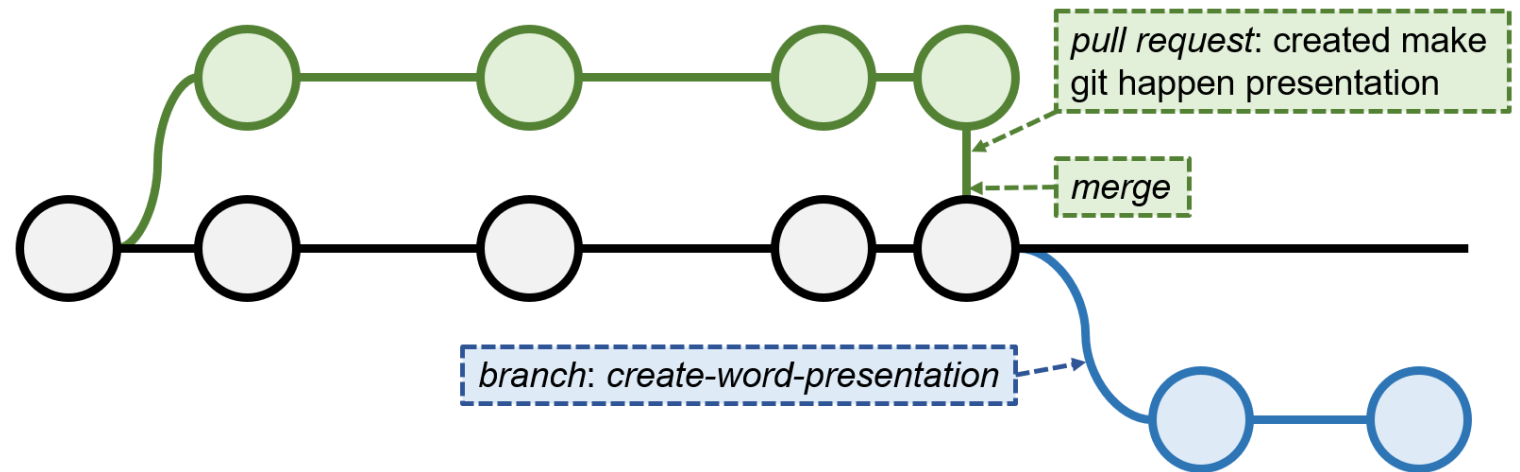 pull request: created make
git happen presentation
merge
branch: create-word-presentation